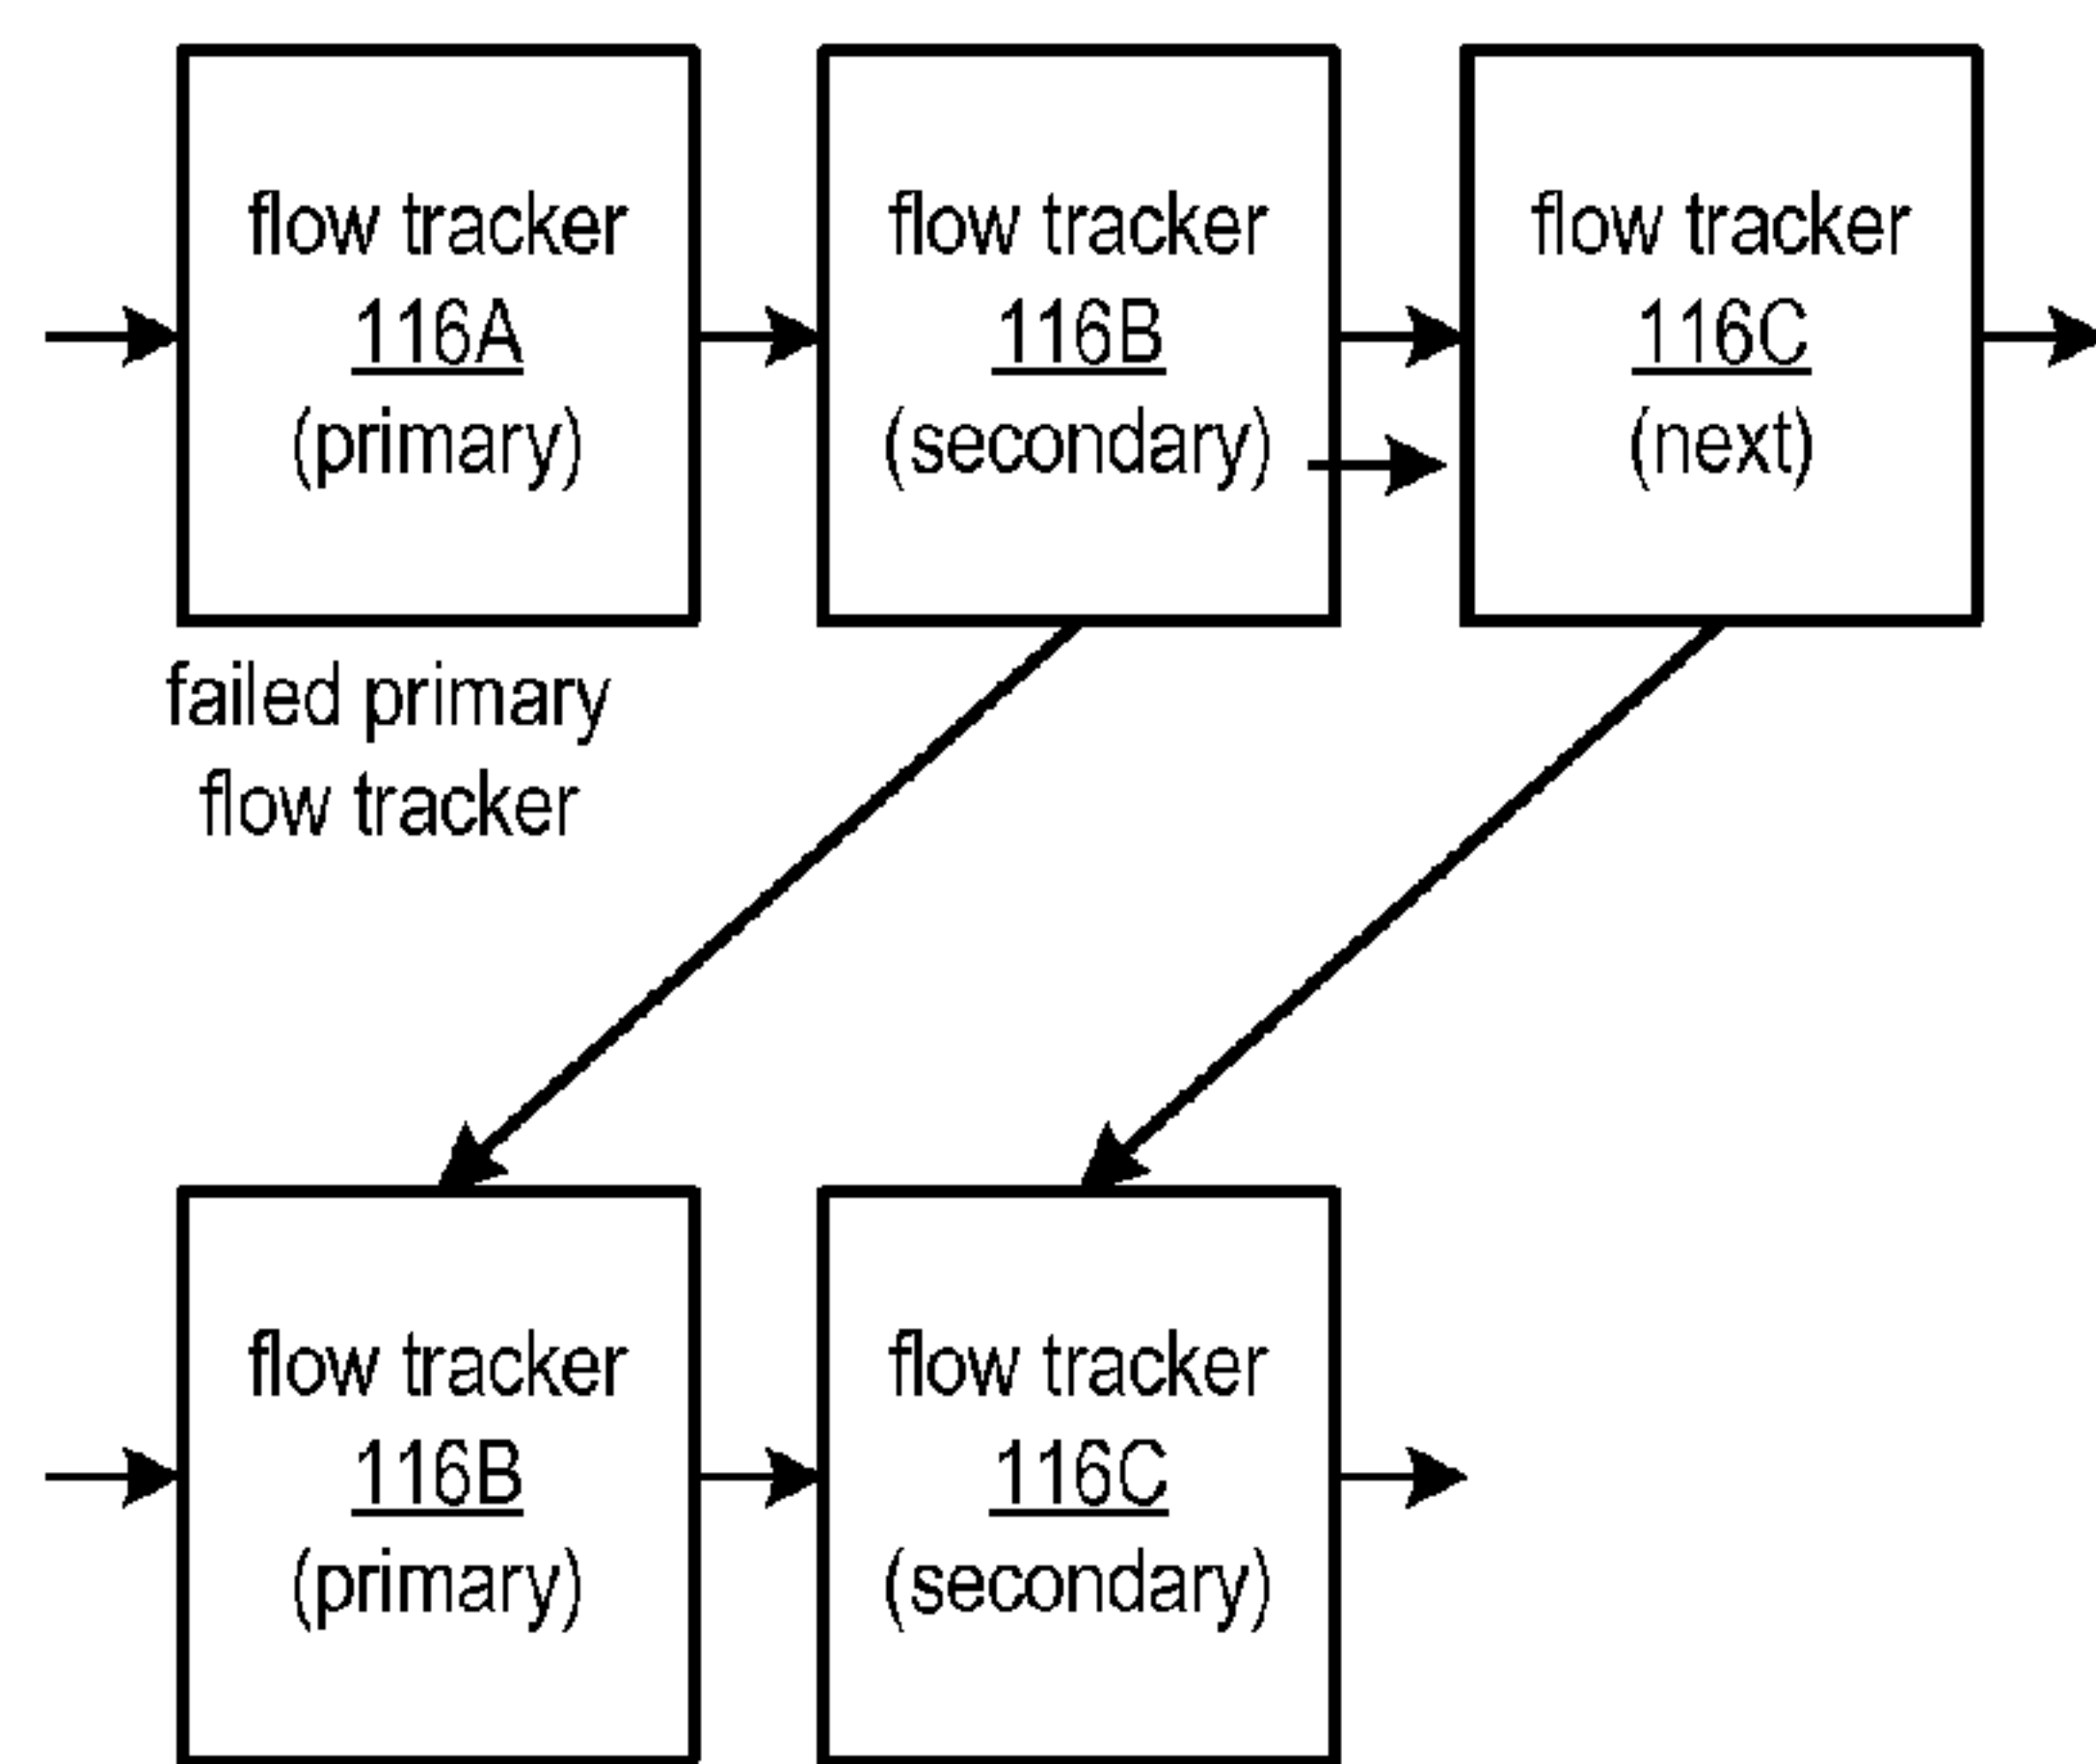 flow tracker
116A
(primary)
flow tracker
116B
(secondary)
flow tracker
116C
(next)
failed primary
flow tracker
flow tracker
116B
(primary)
flow tracker
116C
(secondary)